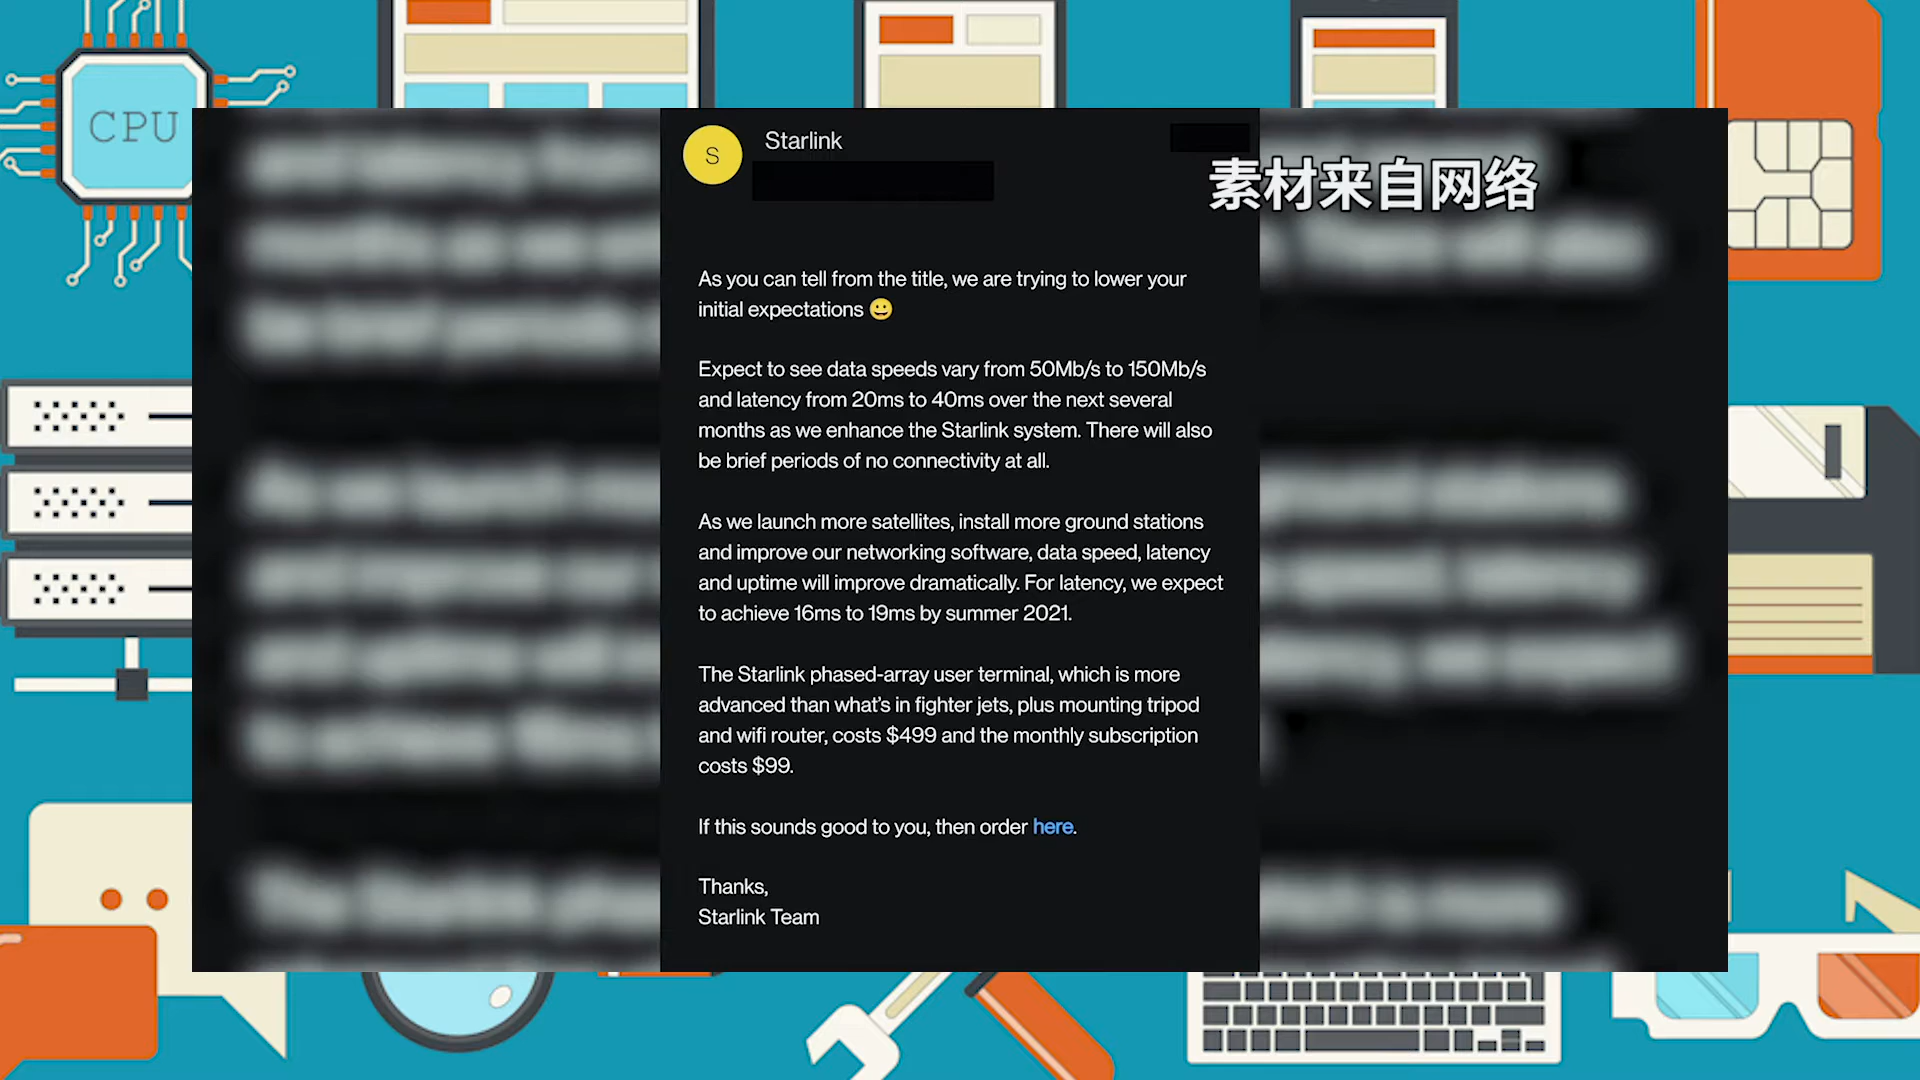 CPU
S
Starlink
素材来自网络
As you can tell from the title, we are trying to lower your
initial expectations 😀
Expect to see data speeds vary from 50Mb/s to 150Mb/s
and latency from 20ms to 40ms over the next several
months as we enhance the Starlink system. There will also
be brief periods of no connectivity at all.
As we launch more satellites, install more ground stations
and improve our networking software, data speed, latency
and uptime will improve dramatically. For latency, we expect
to achieve 16ms to 19ms by summer 2021.
The Starlink phased-array user terminal, which is more
advanced than what's in fighter jets, plus mounting tripod
and wifi router, costs $499 and the monthly subscription
costs $99.
If this sounds good to you, then order here.
Thanks,
Starlink Team